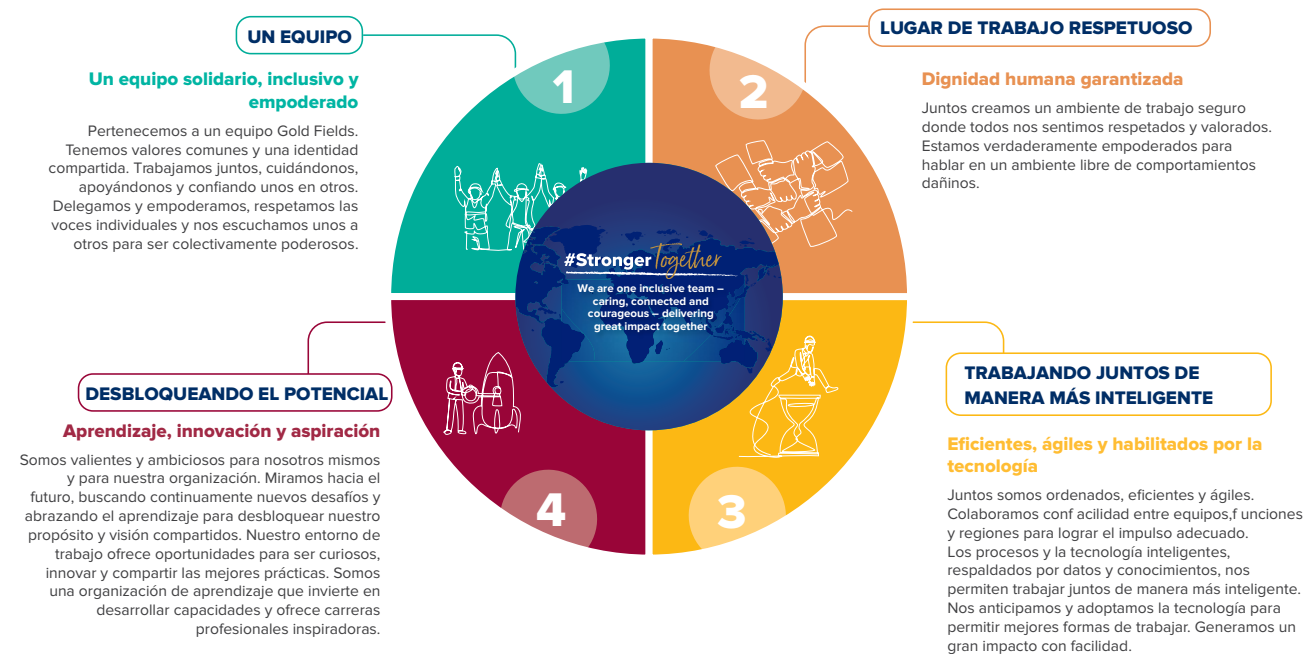 UN EQUIPO
Un equipo solidario, inclusivo y
empoderado
Pertenecemos a un equipo Gold Fields.
Tenemos valores comunes y una identidad
compartida. Trabajamos juntos, cuidándonos,
apoyándonos y confiando unos en otros.
Delegamos y empoderamos, respetamos las
voces individuales y nos escuchamos unos a
otros para ser colectivamente poderosos.
1
LUGAR DE TRABAJO RESPETUOSO
Dignidad humana garantizada
Juntos creamos un ambiente de trabajo seguro
donde todos nos sentimos respetados y valorados.
Estamos verdaderamente empoderados para
hablar en un ambiente libre de comportamientos
dañinos.
2
#StrongerTogether
We are one inclusive team –
caring, connected and
courageous – delivering
great impact together
TRABAJANDO JUNTOS DE
MANERA MÁS INTELIGENTE
Eficientes, ágiles y habilitados por la
tecnología
Juntos somos ordenados, eficientes y ágiles.
Colaboramos conf acilidad entre equipos,f unciones
y regiones para lograr el impulso adecuado.
Los procesos y la tecnología inteligentes,
respaldados por datos y conocimientos, nos
permiten trabajar juntos de manera más inteligente.
Nos anticipamos y adoptamos la tecnología para
permitir mejores formas de trabajar. Generamos un
gran impacto con facilidad.
3
DESBLOQUEANDO EL POTENCIAL
Aprendizaje, innovación y aspiración
Somos valientes y ambiciosos para nosotros mismos
y para nuestra organización. Miramos hacia el
futuro, buscando continuamente nuevos desafíos y
abrazando el aprendizaje para desbloquear nuestro
propósito y visión compartidos. Nuestro entorno de
trabajo ofrece oportunidades para ser curiosos,
innovar y compartir las mejores prácticas. Somos
una organización de aprendizaje que invierte en
desarrollar capacidades y ofrece carreras
profesionales inspiradoras.
4